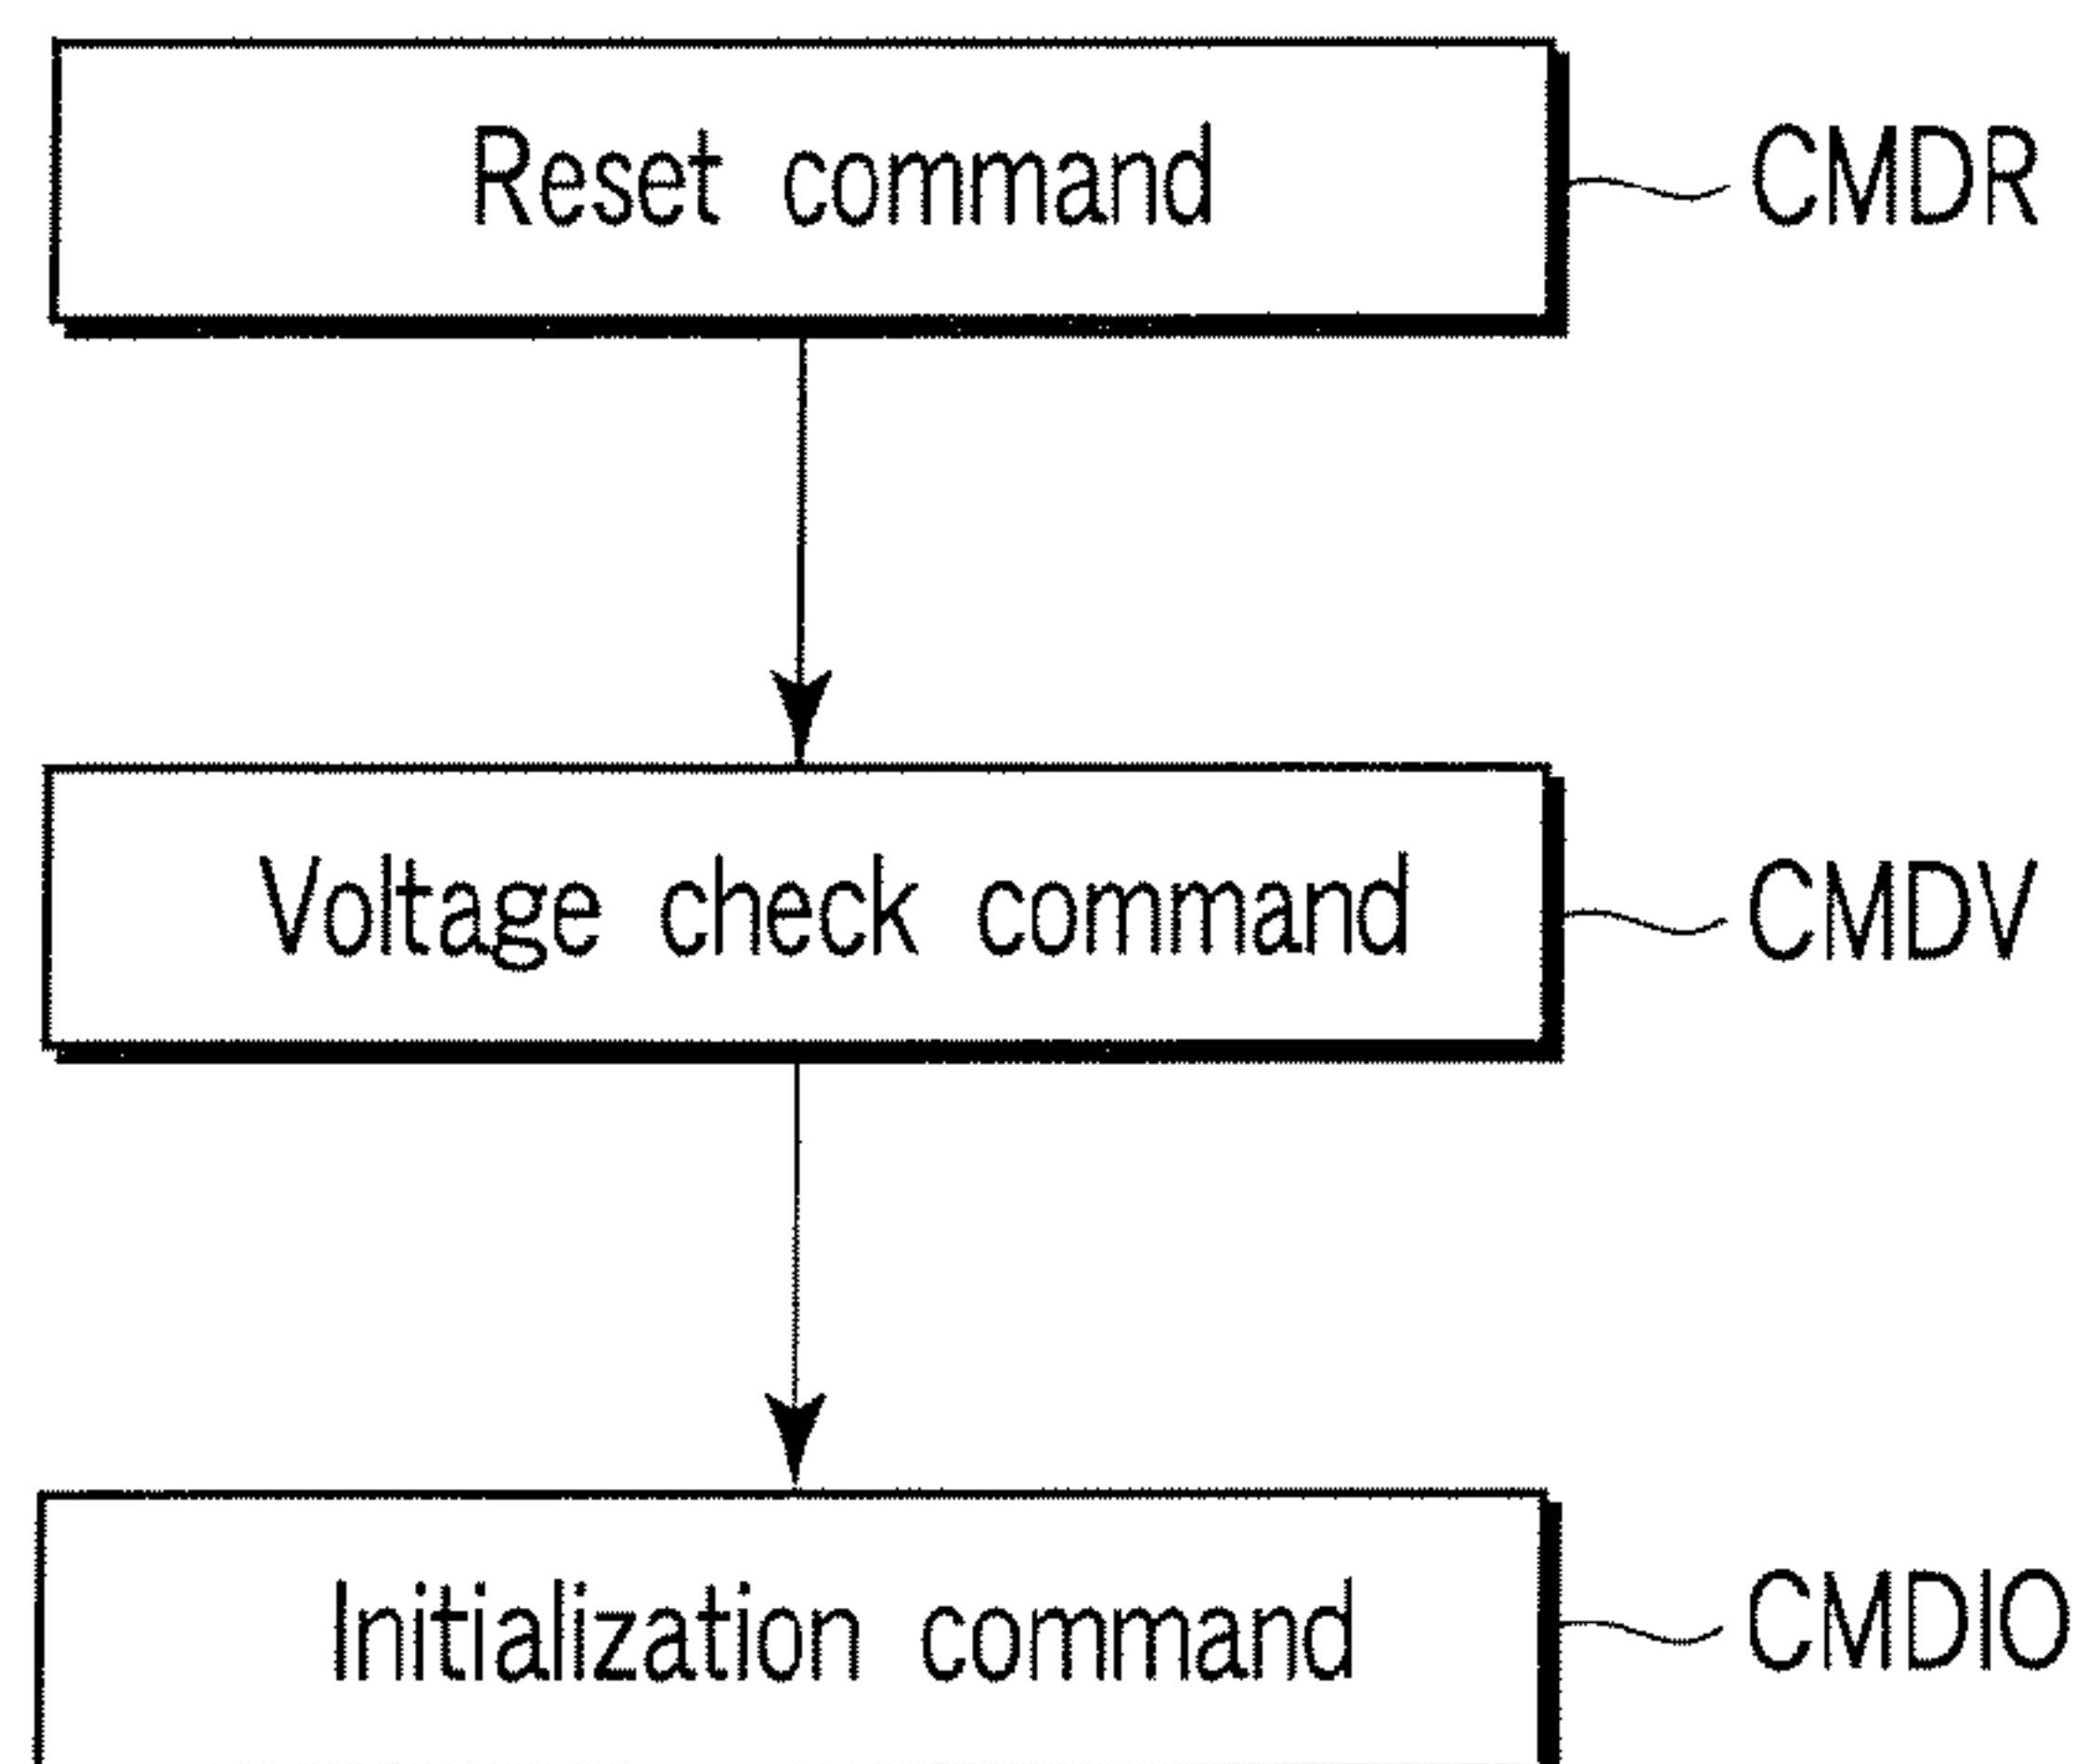 Reset command CMDR
Voltage check command CMDV
Initialization command CMDIO